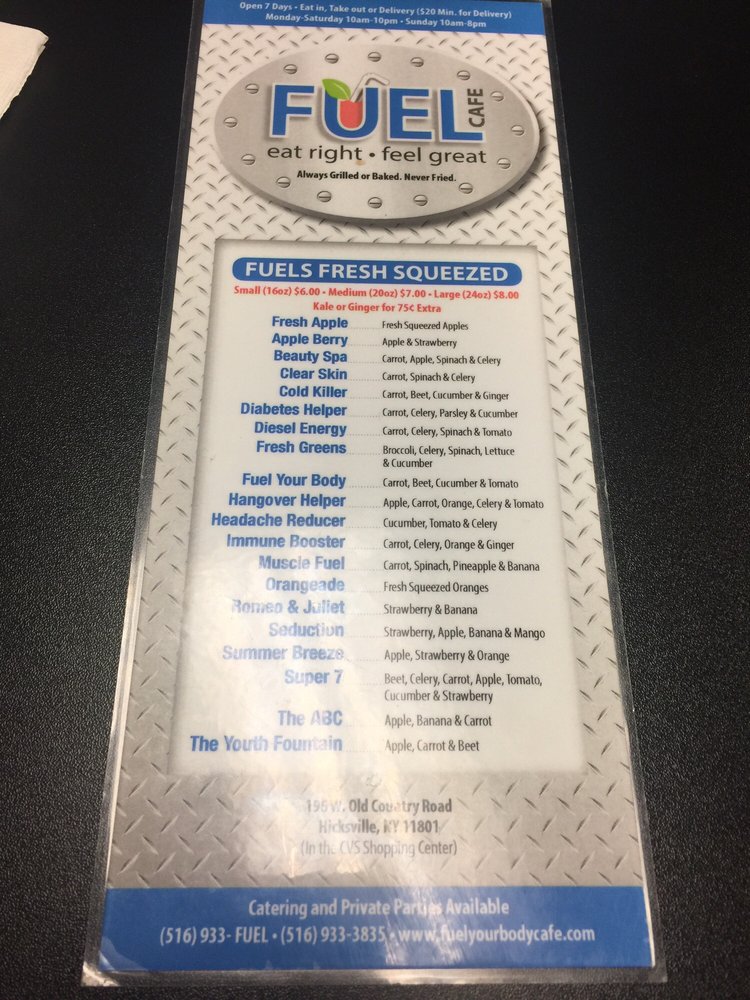 Open 7 Days • Eat in, Take out or Delivery ($20 Min. for Delivery)
Monday-Saturday 10am-10pm • Sunday 10am-8pm
FUEL CAFE
eat right • feel great
Always Grilled or Baked. Never Fried.
FUELS FRESH SQUEEZED
Small (16oz) $6.00 • Medium (20oz) $7.00 • Large (24oz) $8.00
Kale or Ginger for 75¢ Extra
Fresh Apple Fresh Squeezed Apples
Apple Berry Apple & Strawberry
Beauty Spa Carrot, Apple, Spinach & Celery
Clear Skin Carrot, Spinach & Celery
Cold Killer Carrot, Beet, Cucumber & Ginger
Diabetes Helper Carrot, Celery, Parsley & Cucumber
Diesel Energy Carrot, Celery, Spinach & Tomato
Fresh Greens Broccoli, Celery, Spinach, Lettuce
& Cucumber
Fuel Your Body Carrot, Beet, Cucumber & Tomato
Hangover Helper Apple, Carrot, Orange, Celery & Tomato
Headache Reducer Cucumber, Tomato & Celery
Immune Booster Carrot, Celery, Orange & Ginger
Muscle Fuel Carrot, Spinach, Pineapple & Banana
Orangeade Fresh Squeezed Oranges
Romeo & Juliet Strawberry & Banana
Seduction Strawberry, Apple, Banana & Mango
Summer Breeze Apple, Strawberry & Orange
Super 7 Beet, Celery, Carrot, Apple, Tomato,
Cucumber & Strawberry
The ABC Apple, Banana & Carrot
The Youth Fountain Apple, Carrot & Beet
W. Old Country Road
Hicksville, NY 11801
(In the CVS Shopping Center)
Catering and Private Parties Available
(516) 933- FUEL • (516) 933-3835 • www.fuelyourbodycafe.com